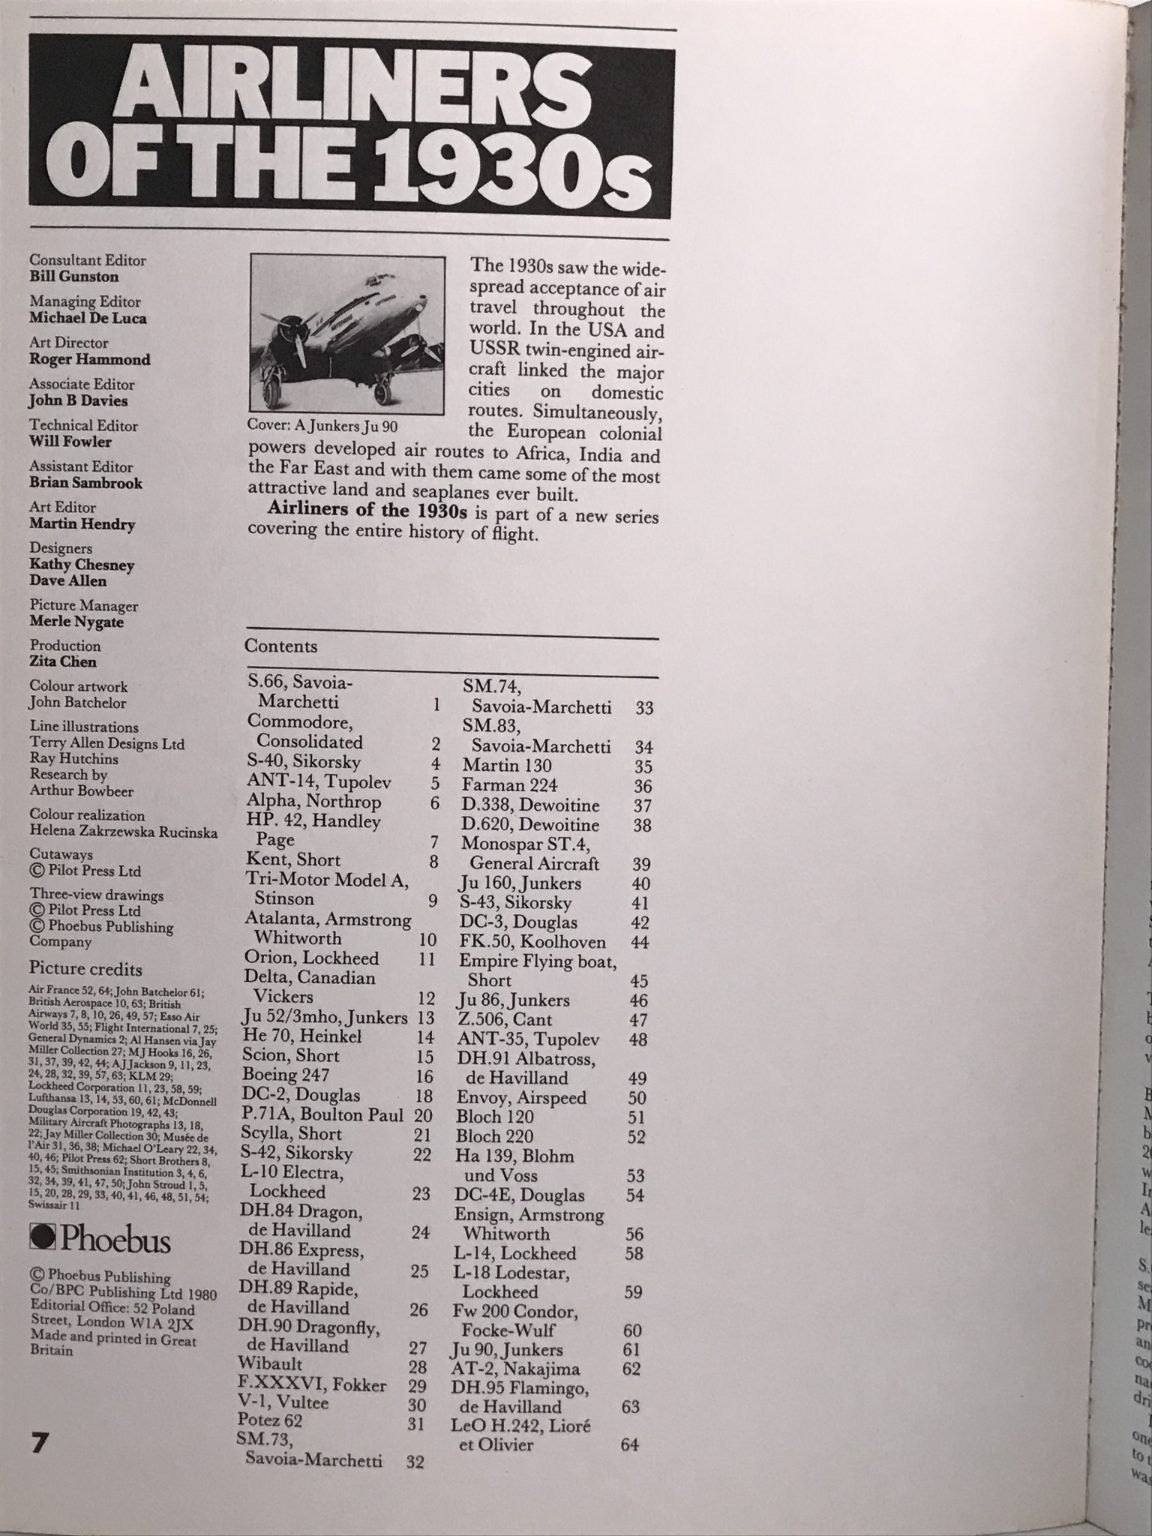 AIRLINERS
OF THE 1930s
Consultant Editor
Bill Gunston
Managing Editor
Michael De Luca
Art Director
Roger Hammond
Associate Editor
John B Davies
Technical Editor
Will Fowler
Assistant Editor
Brian Sambrook
Art Editor
Martin Hendry
Designers
Kathy Chesney
Dave Allen
Picture Manager
Merle Nygate
Production
Zita Chen
Colour artwork
John Batchelor
Line illustrations
Terry Allen Designs Ltd
Ray Hutchins
Research by
Arthur Bowbeer
Colour realization
Helena Zakrzewska Rucinska
Cutaways
© Pilot Press Ltd
Three-view drawings
© Pilot Press Ltd
© Phoebus Publishing
Company
Picture credits
Air France 52, 64; John Batchelor 61;
British Aerospace 10, 63; British
Airways 7, 8, 10, 26, 49, 57; Esso Air
World 35, 55; Flight International 7, 25;
General Dynamics 2; Al Hansen via Jay
Miller Collection 27; M J Hooks 16, 26,
31, 37, 39, 42, 44; A J Jackson 9, 11, 23,
24, 28, 32, 39, 57, 63; KLM 29;
Lockheed Corporation 11, 23, 58, 59;
Lufthansa 13, 14, 53, 60, 61; McDonnell
Douglas Corporation 19, 42, 43;
Military Aircraft Photographs 13, 18,
22; Jay Miller Collection 30; Musée de
l'Air 31, 36, 38; Michael O'Leary 22, 34,
40, 46; Pilot Press 62; Short Brothers 8,
15, 45; Smithsonian Institution 3, 4, 6,
32, 34, 39, 41, 47, 50; John Stroud 1, 5,
15, 20, 28, 29, 33, 40, 41, 46, 48, 51, 54;
Swissair 11
Phoebus
© Phoebus Publishing
Co/BPC Publishing Ltd 1980
Editorial Office: 52 Poland
Street, London W1A 2JX
Made and printed in Great
Britain
7
Cover: A Junkers Ju 90
The 1930s saw the wide-
spread acceptance of air
travel throughout the
world. In the USA and
USSR twin-engined air-
craft linked the major
cities on domestic
routes. Simultaneously,
the European colonial
powers developed air routes to Africa, India and
the Far East and with them came some of the most
attractive land and seaplanes ever built.
Airliners of the 1930s is part of a new series
covering the entire history of flight.
Contents
S.66, Savoia-
Marchetti 1
Commodore,
Consolidated 2
S-40, Sikorsky 4
ANT-14, Tupolev 5
Alpha, Northrop 6
HP. 42, Handley
Page 7
Kent, Short 8
Tri-Motor Model A,
Stinson 9
Atalanta, Armstrong
Whitworth 10
Orion, Lockheed 11
Delta, Canadian
Vickers 12
Ju 52/3mho, Junkers 13
He 70, Heinkel 14
Scion, Short 15
Boeing 247 16
DC-2, Douglas 18
P.71A, Boulton Paul 20
Scylla, Short 21
S-42, Sikorsky 22
L-10 Electra,
Lockheed 23
DH.84 Dragon,
de Havilland 24
DH.86 Express,
de Havilland 25
DH.89 Rapide,
de Havilland 26
DH.90 Dragonfly,
de Havilland 27
Wibault 28
F.XXXVI, Fokker 29
V-1, Vultee 30
Potez 62 31
SM.73,
Savoia-Marchetti 32
SM.74,
Savoia-Marchetti 33
SM.83,
Savoia-Marchetti 34
Martin 130 35
Farman 224 36
D.338, Dewoitine 37
D.620, Dewoitine 38
Monospar ST.4,
General Aircraft 39
Ju 160, Junkers 40
S-43, Sikorsky 41
DC-3, Douglas 42
FK.50, Koolhoven 44
Empire Flying boat,
Short 45
Ju 86, Junkers 46
Z.506, Cant 47
ANT-35, Tupolev 48
DH.91 Albatross,
de Havilland 49
Envoy, Airspeed 50
Bloch 120 51
Bloch 220 52
Ha 139, Blohm
und Voss 53
DC-4E, Douglas 54
Ensign, Armstrong
Whitworth 56
L-14, Lockheed 58
L-18 Lodestar,
Lockheed 59
Fw 200 Condor,
Focke-Wulf 60
Ju 90, Junkers 61
AT-2, Nakajima 62
DH.95 Flamingo,
de Havilland 63
LeO H.242, Lioré
et Olivier 64